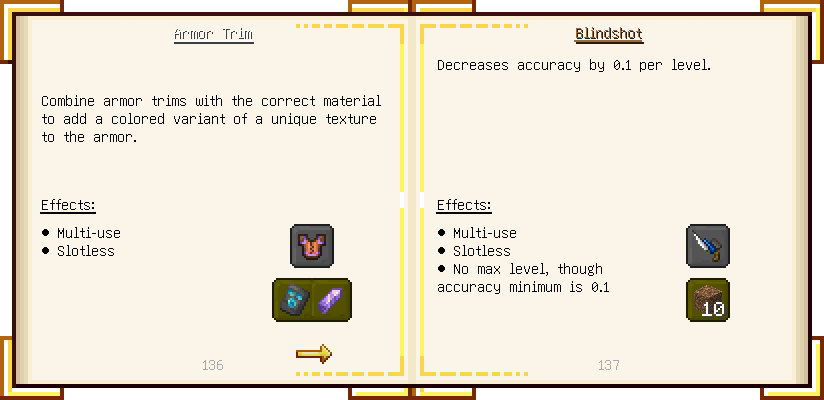 Armor Trim
Combine armor trims with the correct material
to add a colored variant of a unique texture
to the armor.
Effects:
● Multi-use
● Slotless
136
Blindshot
Decreases accuracy by 0.1 per level.
Effects:
● Multi-use
● Slotless
● No max level, though
accuracy minimum is 0.1
10
137